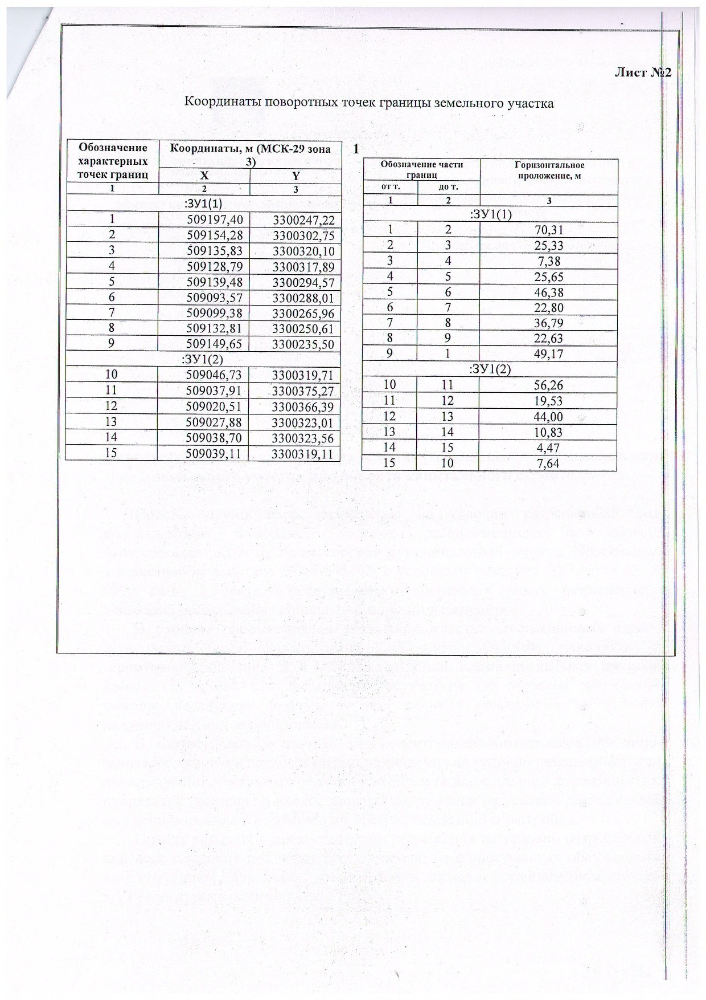 Лист №2
Координаты поворотных точек границы земельного участка
Обозначение характерных точек границ | Координаты, м (МСК-29 зона 3)
X | Y
1 | 2 | 3
:ЗУ1(1)
1 | 509197,40 | 3300247,22
2 | 509154,28 | 3300302,75
3 | 509135,83 | 3300320,10
4 | 509128,79 | 3300317,89
5 | 509139,48 | 3300294,57
6 | 509093,57 | 3300288,01
7 | 509099,38 | 3300265,96
8 | 509132,81 | 3300250,61
9 | 509149,65 | 3300235,50
:ЗУ1(2)
10 | 509046,73 | 3300319,71
11 | 509037,91 | 3300375,27
12 | 509020,51 | 3300366,39
13 | 509027,88 | 3300323,01
14 | 509038,70 | 3300323,56
15 | 509039,11 | 3300319,11
1
Обозначение части границ | Горизонтальное проложение, м
от т. | до т.
1 | 2 | 3
:ЗУ1(1)
1 | 2 | 70,31
2 | 3 | 25,33
3 | 4 | 7,38
4 | 5 | 25,65
5 | 6 | 46,38
6 | 7 | 22,80
7 | 8 | 36,79
8 | 9 | 22,63
9 | 1 | 49,17
:ЗУ1(2)
10 | 11 | 56,26
11 | 12 | 19,53
12 | 13 | 44,00
13 | 14 | 10,83
14 | 15 | 4,47
15 | 10 | 7,64